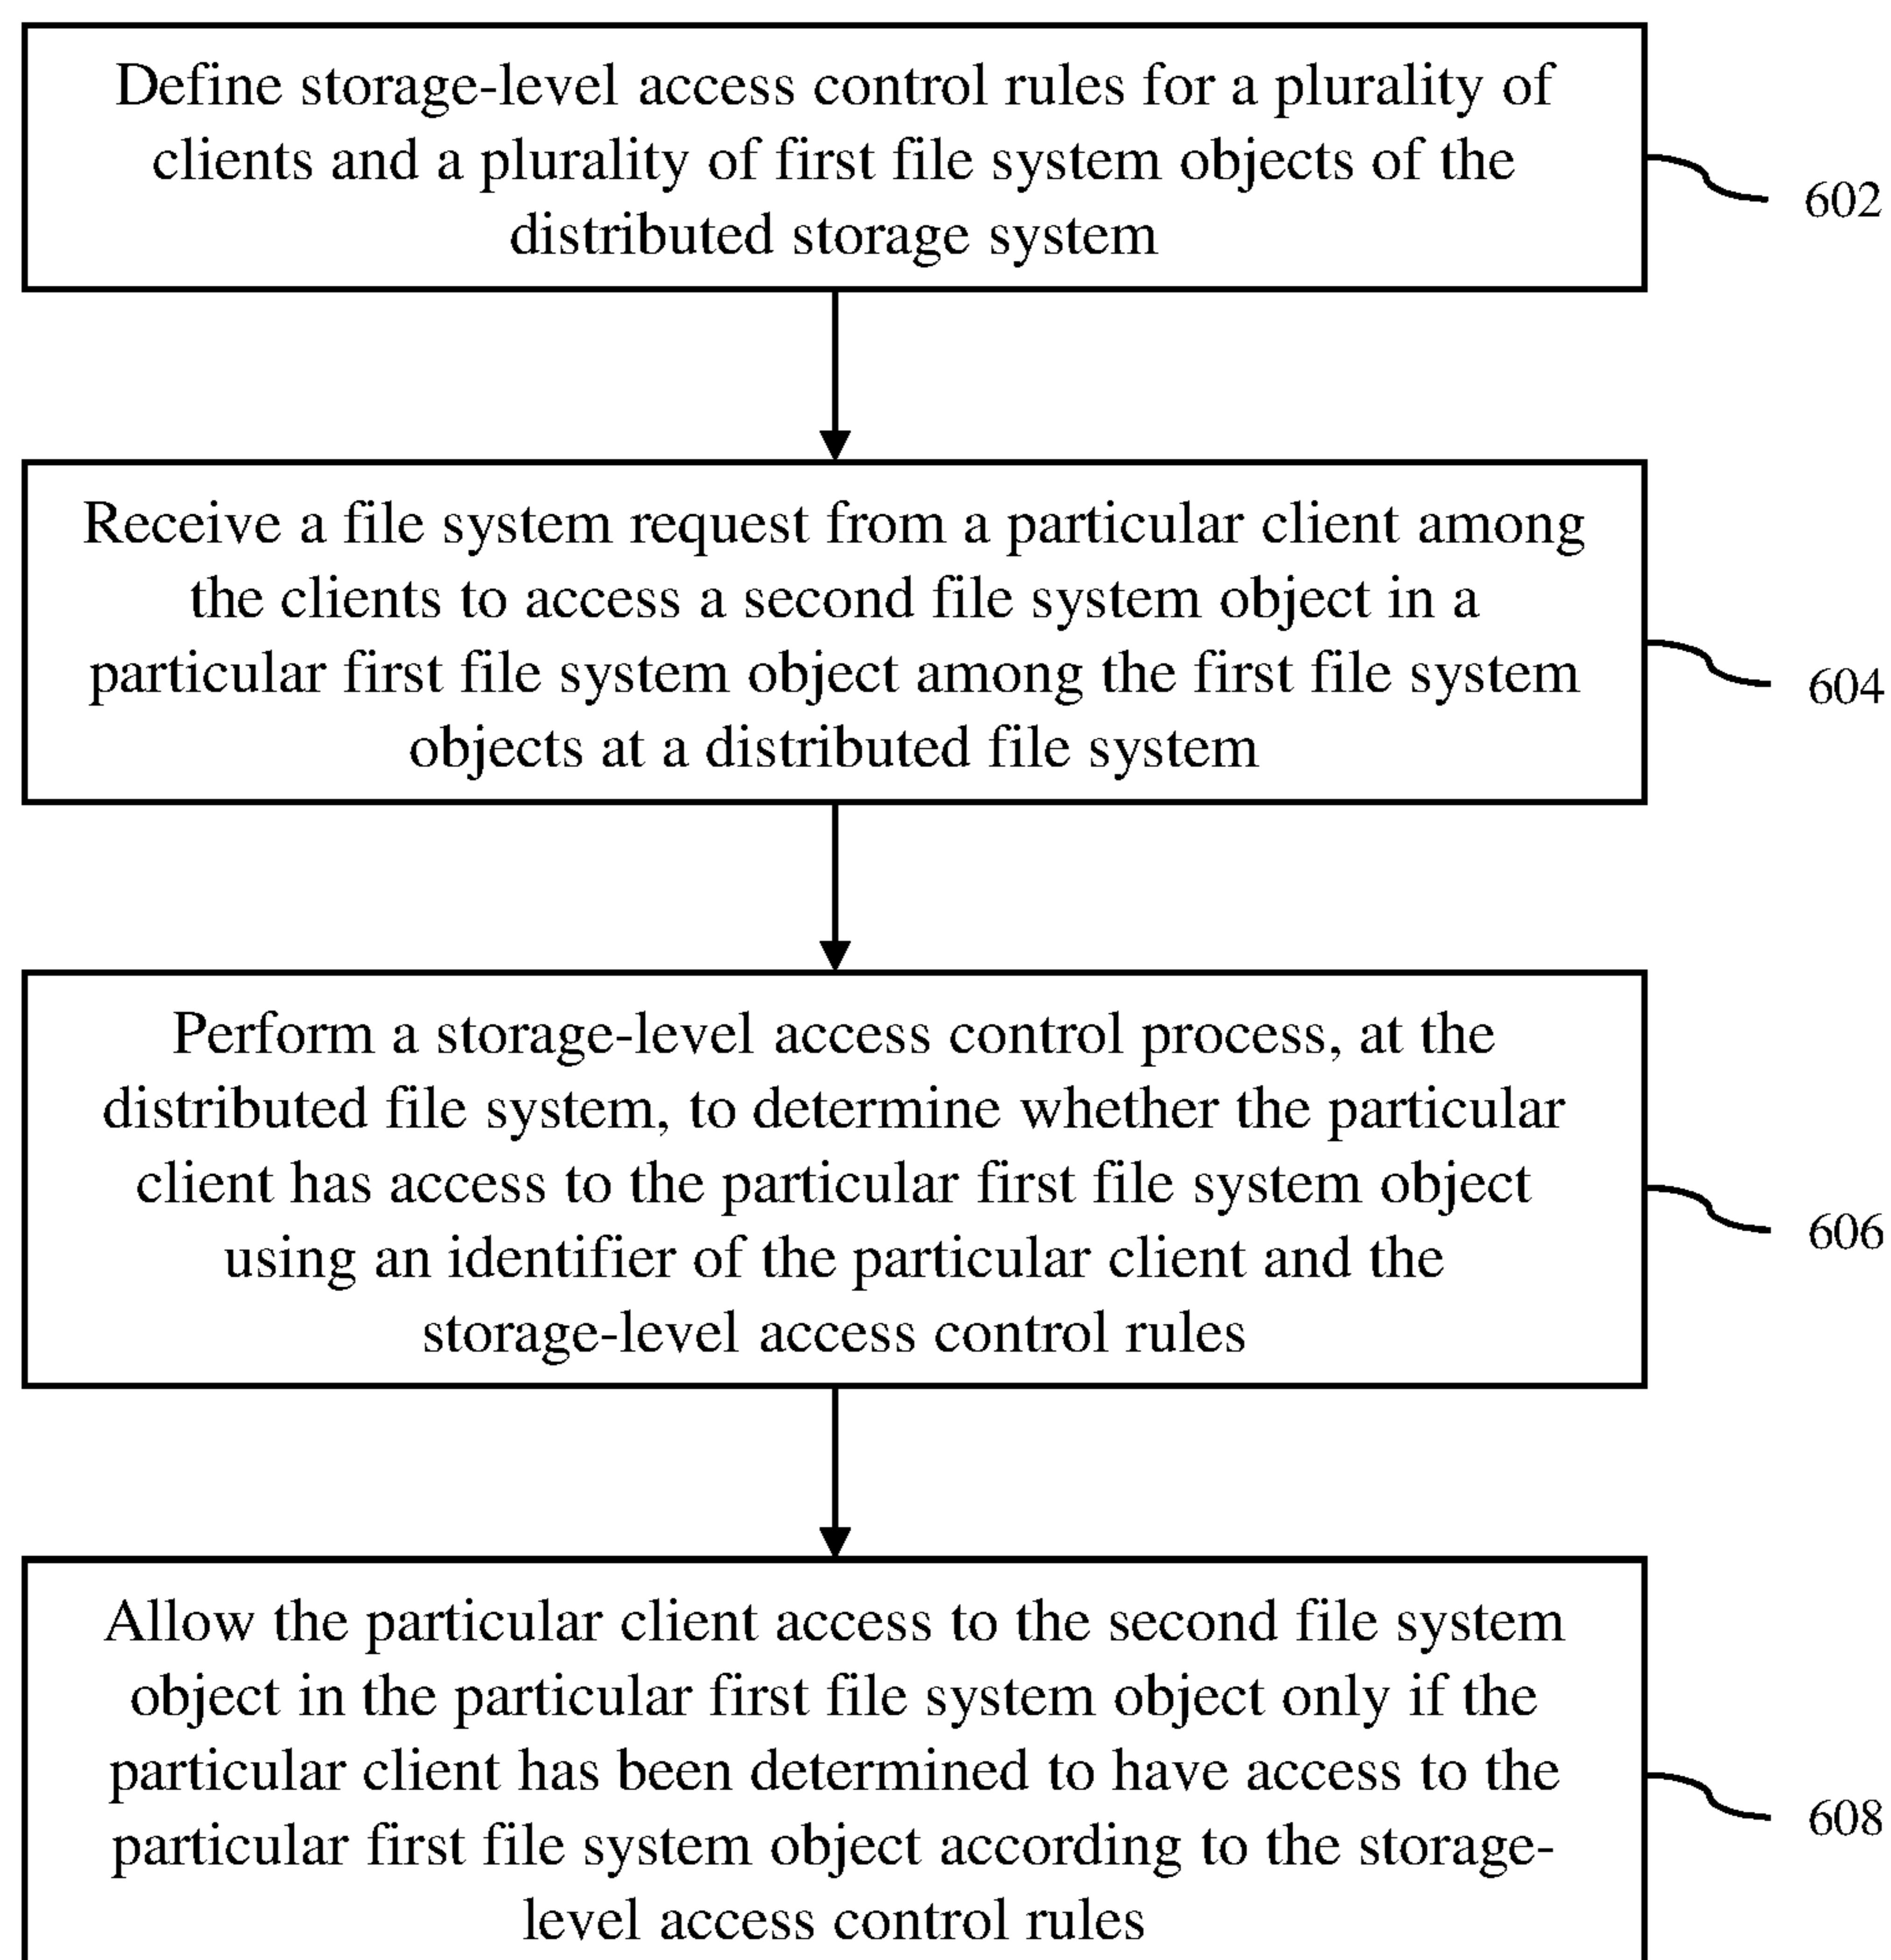 Define storage-level access control rules for a plurality of
clients and a plurality of first file system objects of the
distributed storage system
602
Receive a file system request from a particular client among
the clients to access a second file system object in a
particular first file system object among the first file system
objects at a distributed file system
604
Perform a storage-level access control process, at the
distributed file system, to determine whether the particular
client has access to the particular first file system object
using an identifier of the particular client and the
storage-level access control rules
606
Allow the particular client access to the second file system
object in the particular first file system object only if the
particular client has been determined to have access to the
particular first file system object according to the storage-
level access control rules
608